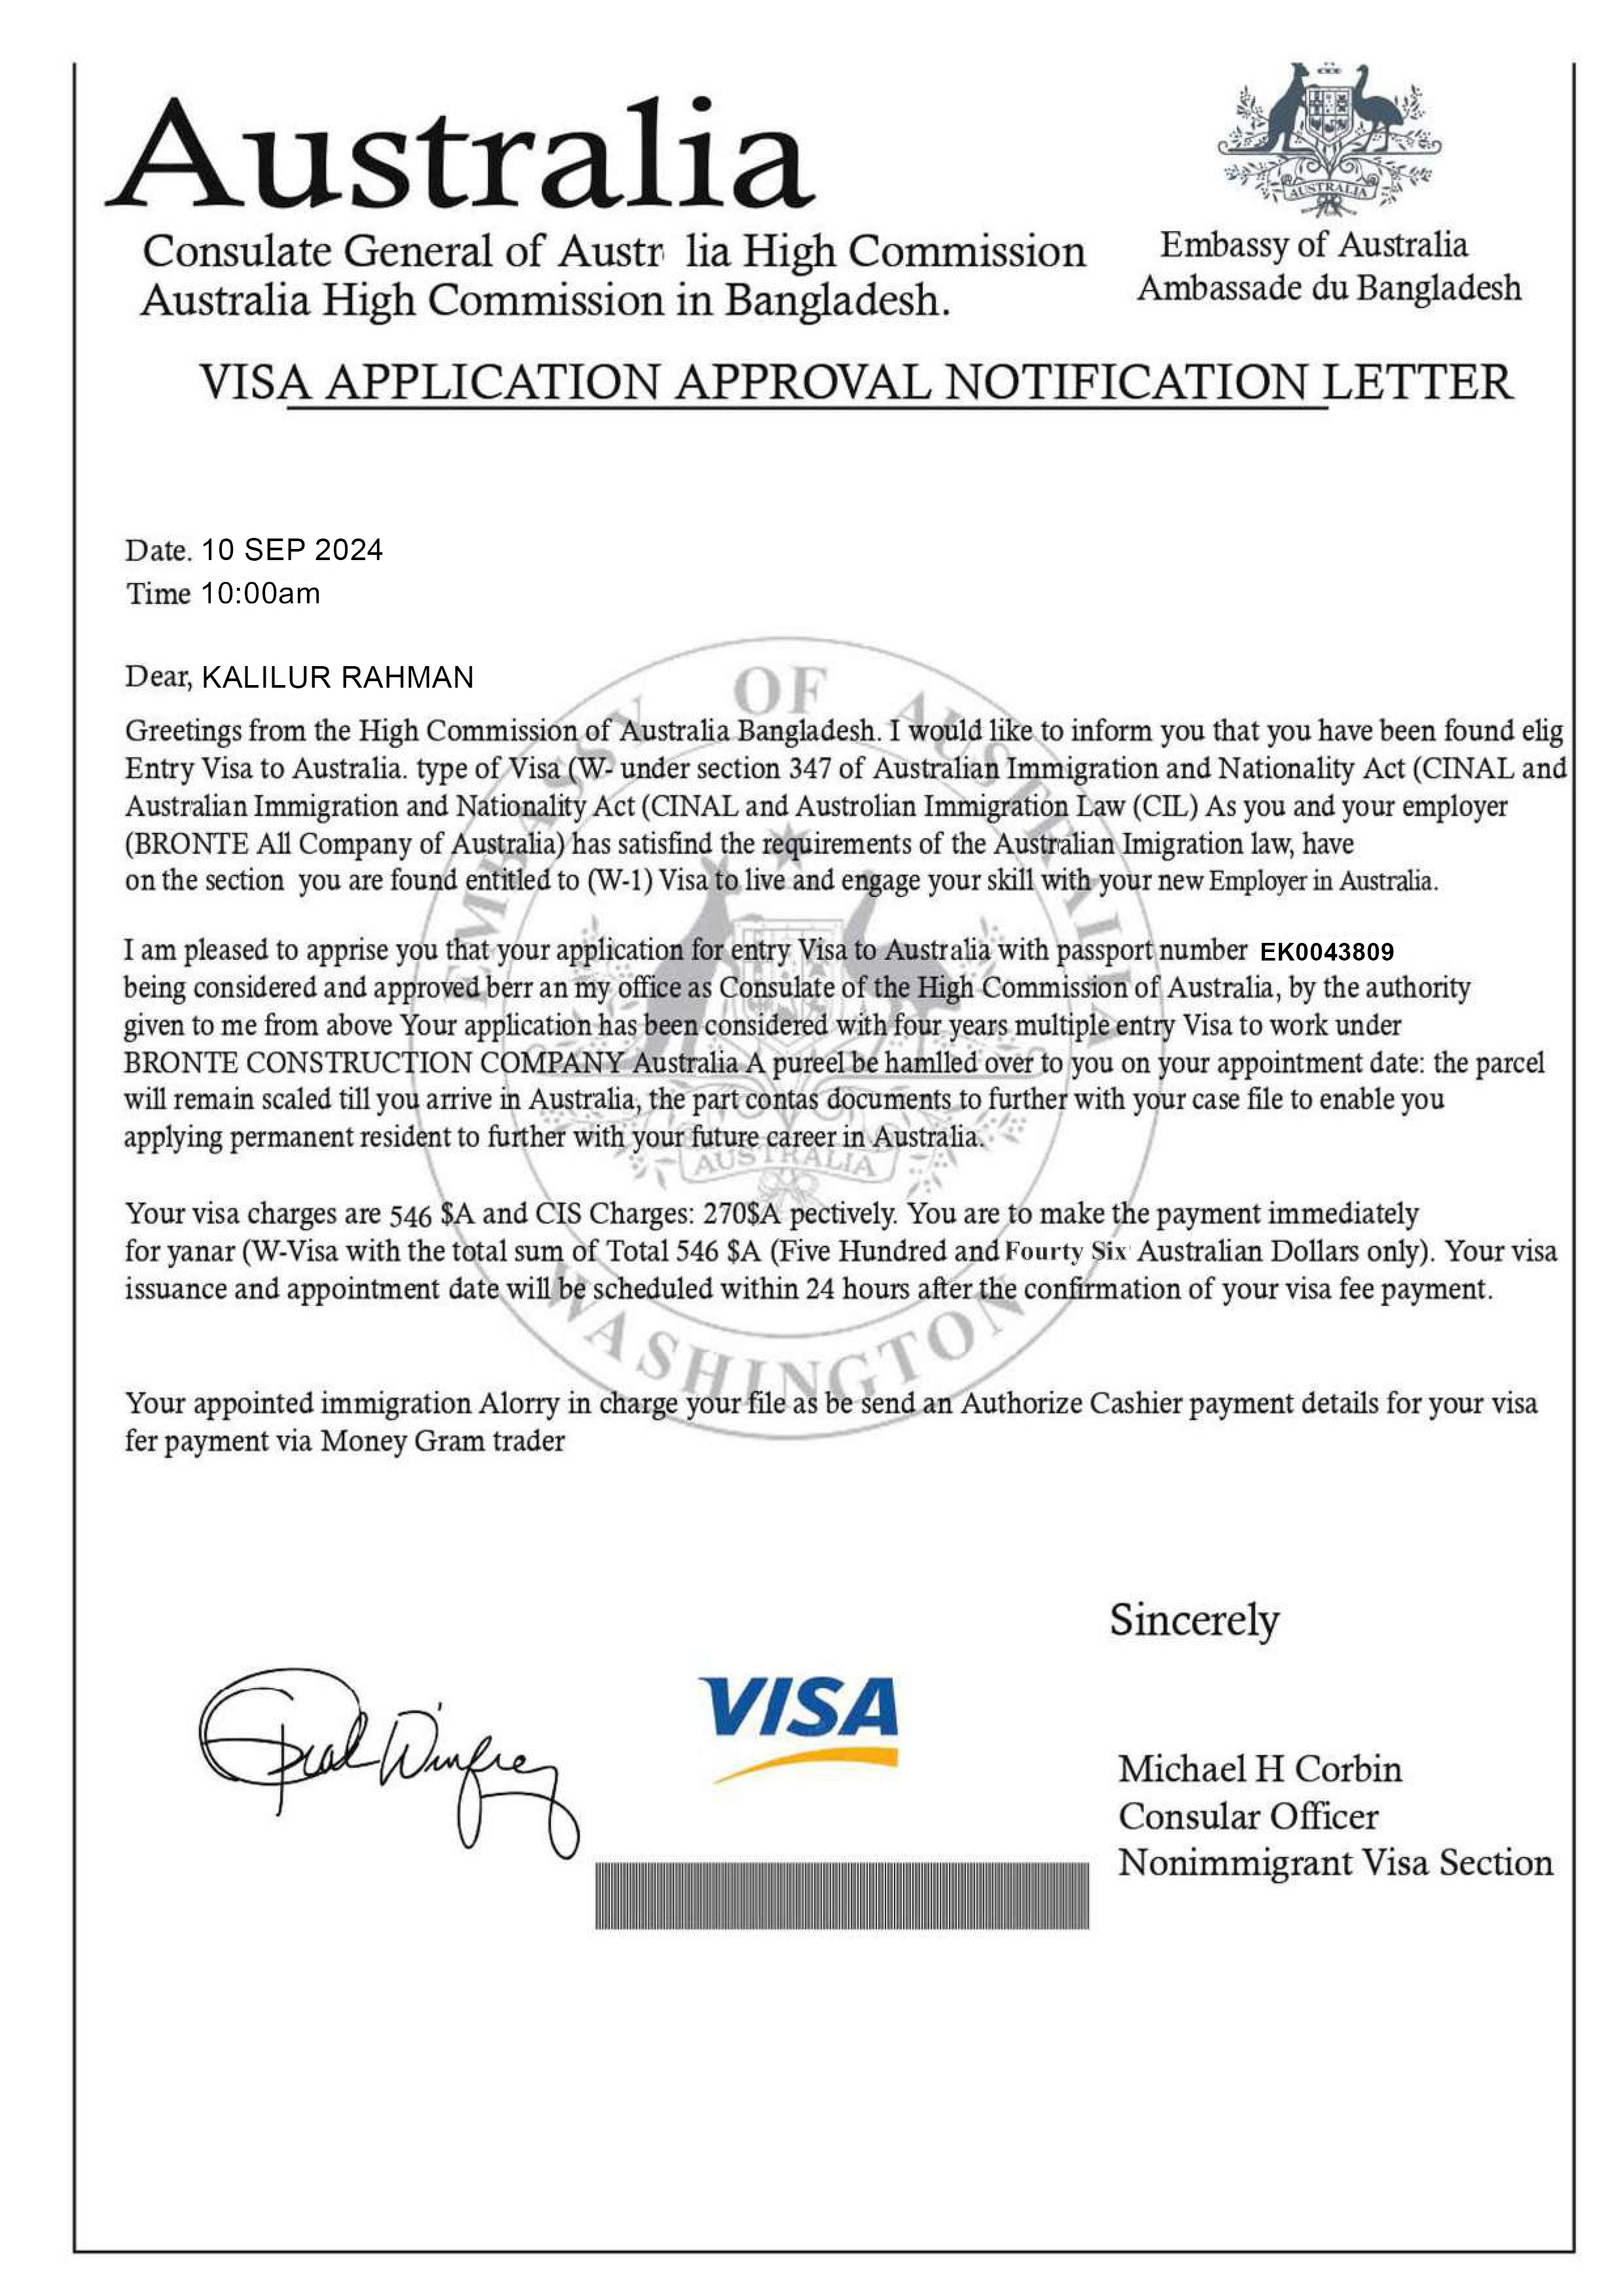 Australia
Consulate General of Austr lia High Commission
Australia High Commission in Bangladesh.
AUSTRALIA
Embassy of Australia
Ambassade du Bangladesh
VISA APPLICATION APPROVAL NOTIFICATION LETTER
Date. 10 SEP 2024
Time 10:00am
Dear, KALILUR RAHMAN
Greetings from the High Commission of Australia Bangladesh. I would like to inform you that you have been found elig
Entry Visa to Australia. type of Visa (W- under section 347 of Australian Immigration and Nationality Act (CINAL and
Australian Immigration and Nationality Act (CINAL and Austrolian Immigration Law (CIL) As you and your employer
(BRONTE All Company of Australia) has satisfind the requirements of the Australian Imigration law, have
on the section you are found entitled to (W-1) Visa to live and engage your skill with your new Employer in Australia.
I am pleased to apprise you that your application for entry Visa to Australia with passport number EK0043809
being considered and approved berr an my office as Consulate of the High Commission of Australia, by the authority
given to me from above Your application has been considered with four years multiple entry Visa to work under
BRONTE CONSTRUCTION COMPANY Australia A pureel be hamlled over to you on your appointment date: the parcel
will remain scaled till you arrive in Australia, the part contas documents to further with your case file to enable you
applying permanent resident to further with your future career in Australia.
Your visa charges are 546 $A and CIS Charges: 270$A pectively. You are to make the payment immediately
for yanar (W-Visa with the total sum of Total 546 $A (Five Hundred and Fourty Six Australian Dollars only). Your visa
issuance and appointment date will be scheduled within 24 hours after the confirmation of your visa fee payment.
Your appointed immigration Alorry in charge your file as be send an Authorize Cashier payment details for your visa
fer payment via Money Gram trader
EMBASSY OF AUSTRALIA
AUSTRALIA
WASHINGTON
Sincerely
VISA
Michael H Corbin
Consular Officer
Nonimmigrant Visa Section